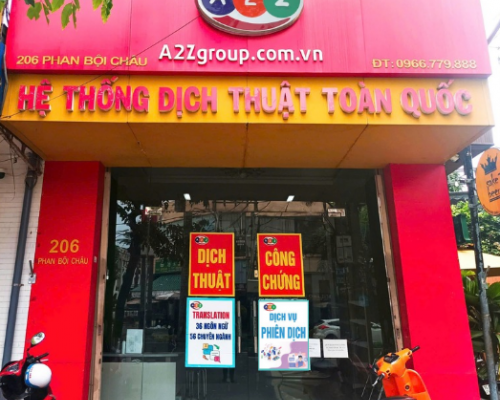 A2Z
A2Zgroup.com.vn
206 PHAN BỘI CHÂU
ĐT: 0966.779.888
HỆ THỐNG DỊCH THUẬT TOÀN QUỐC
206
PHAN BỘI CHÂU
DỊCH
THUẬT
CÔNG
CHỨNG
TRANSLATION
36 NGÔN NGỮ
56 CHUYÊN NGÀNH
DỊCH VỤ
PHIÊN DỊCH